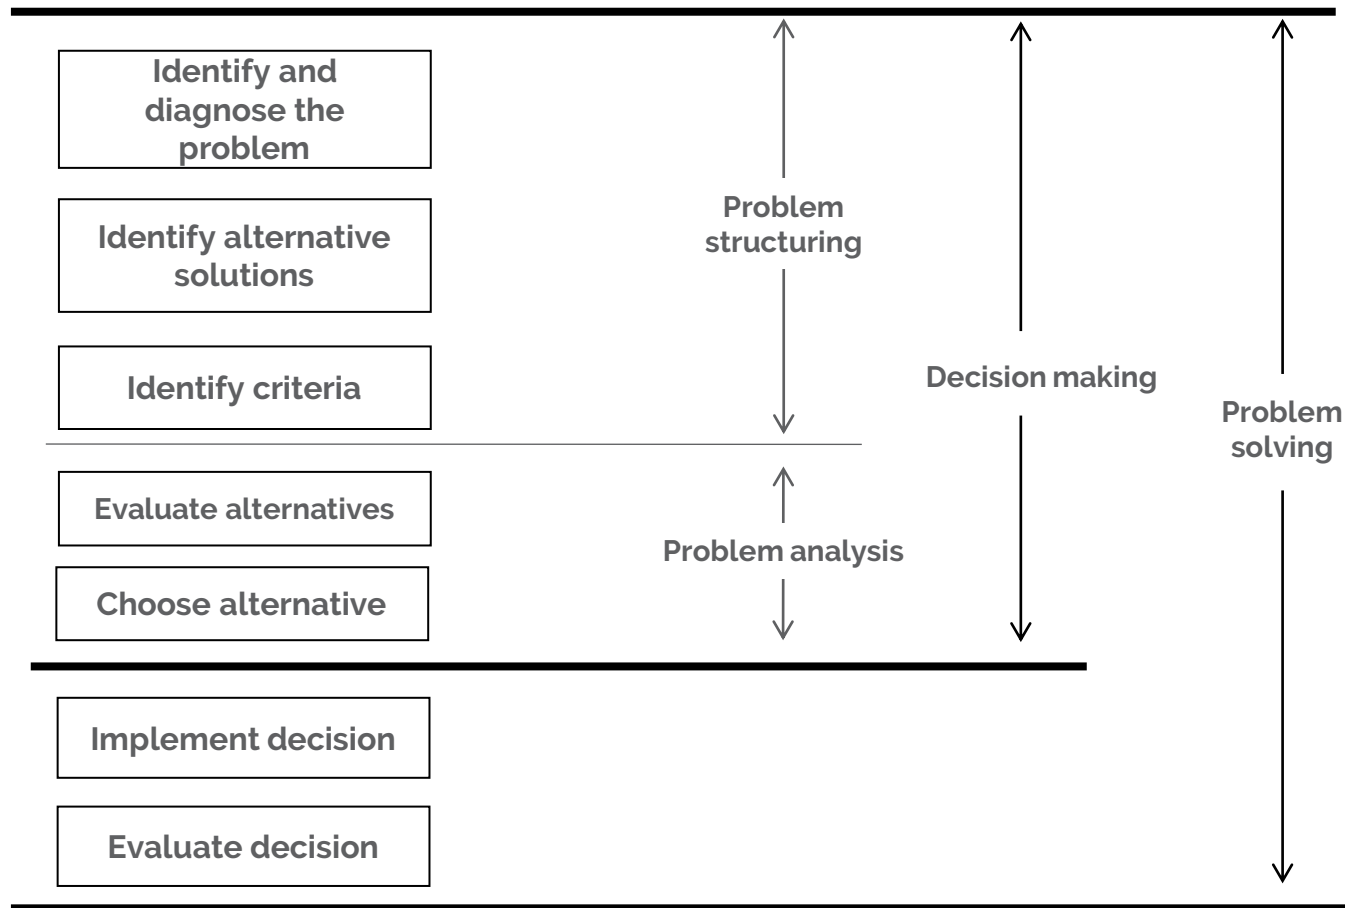 Identify and
diagnose the
problem
Identify alternative
solutions
Identify criteria
Evaluate alternatives
Choose alternative
Implement decision
Evaluate decision
Problem
structuring
Problem analysis
Decision making
Problem
solving